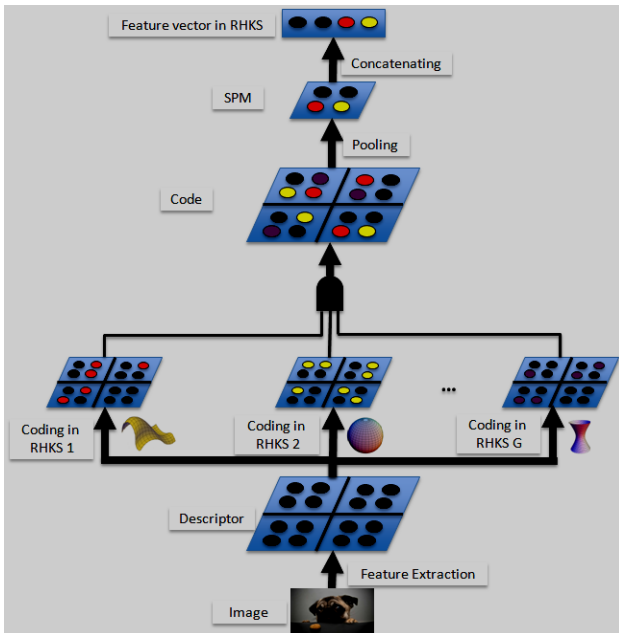 Feature vector in RHKS
Concatenating
SPM
Pooling
Code
...
Coding in
RHKS 1
Coding in
RHKS 2
Coding in
RHKS G
Descriptor
Feature Extraction
Image